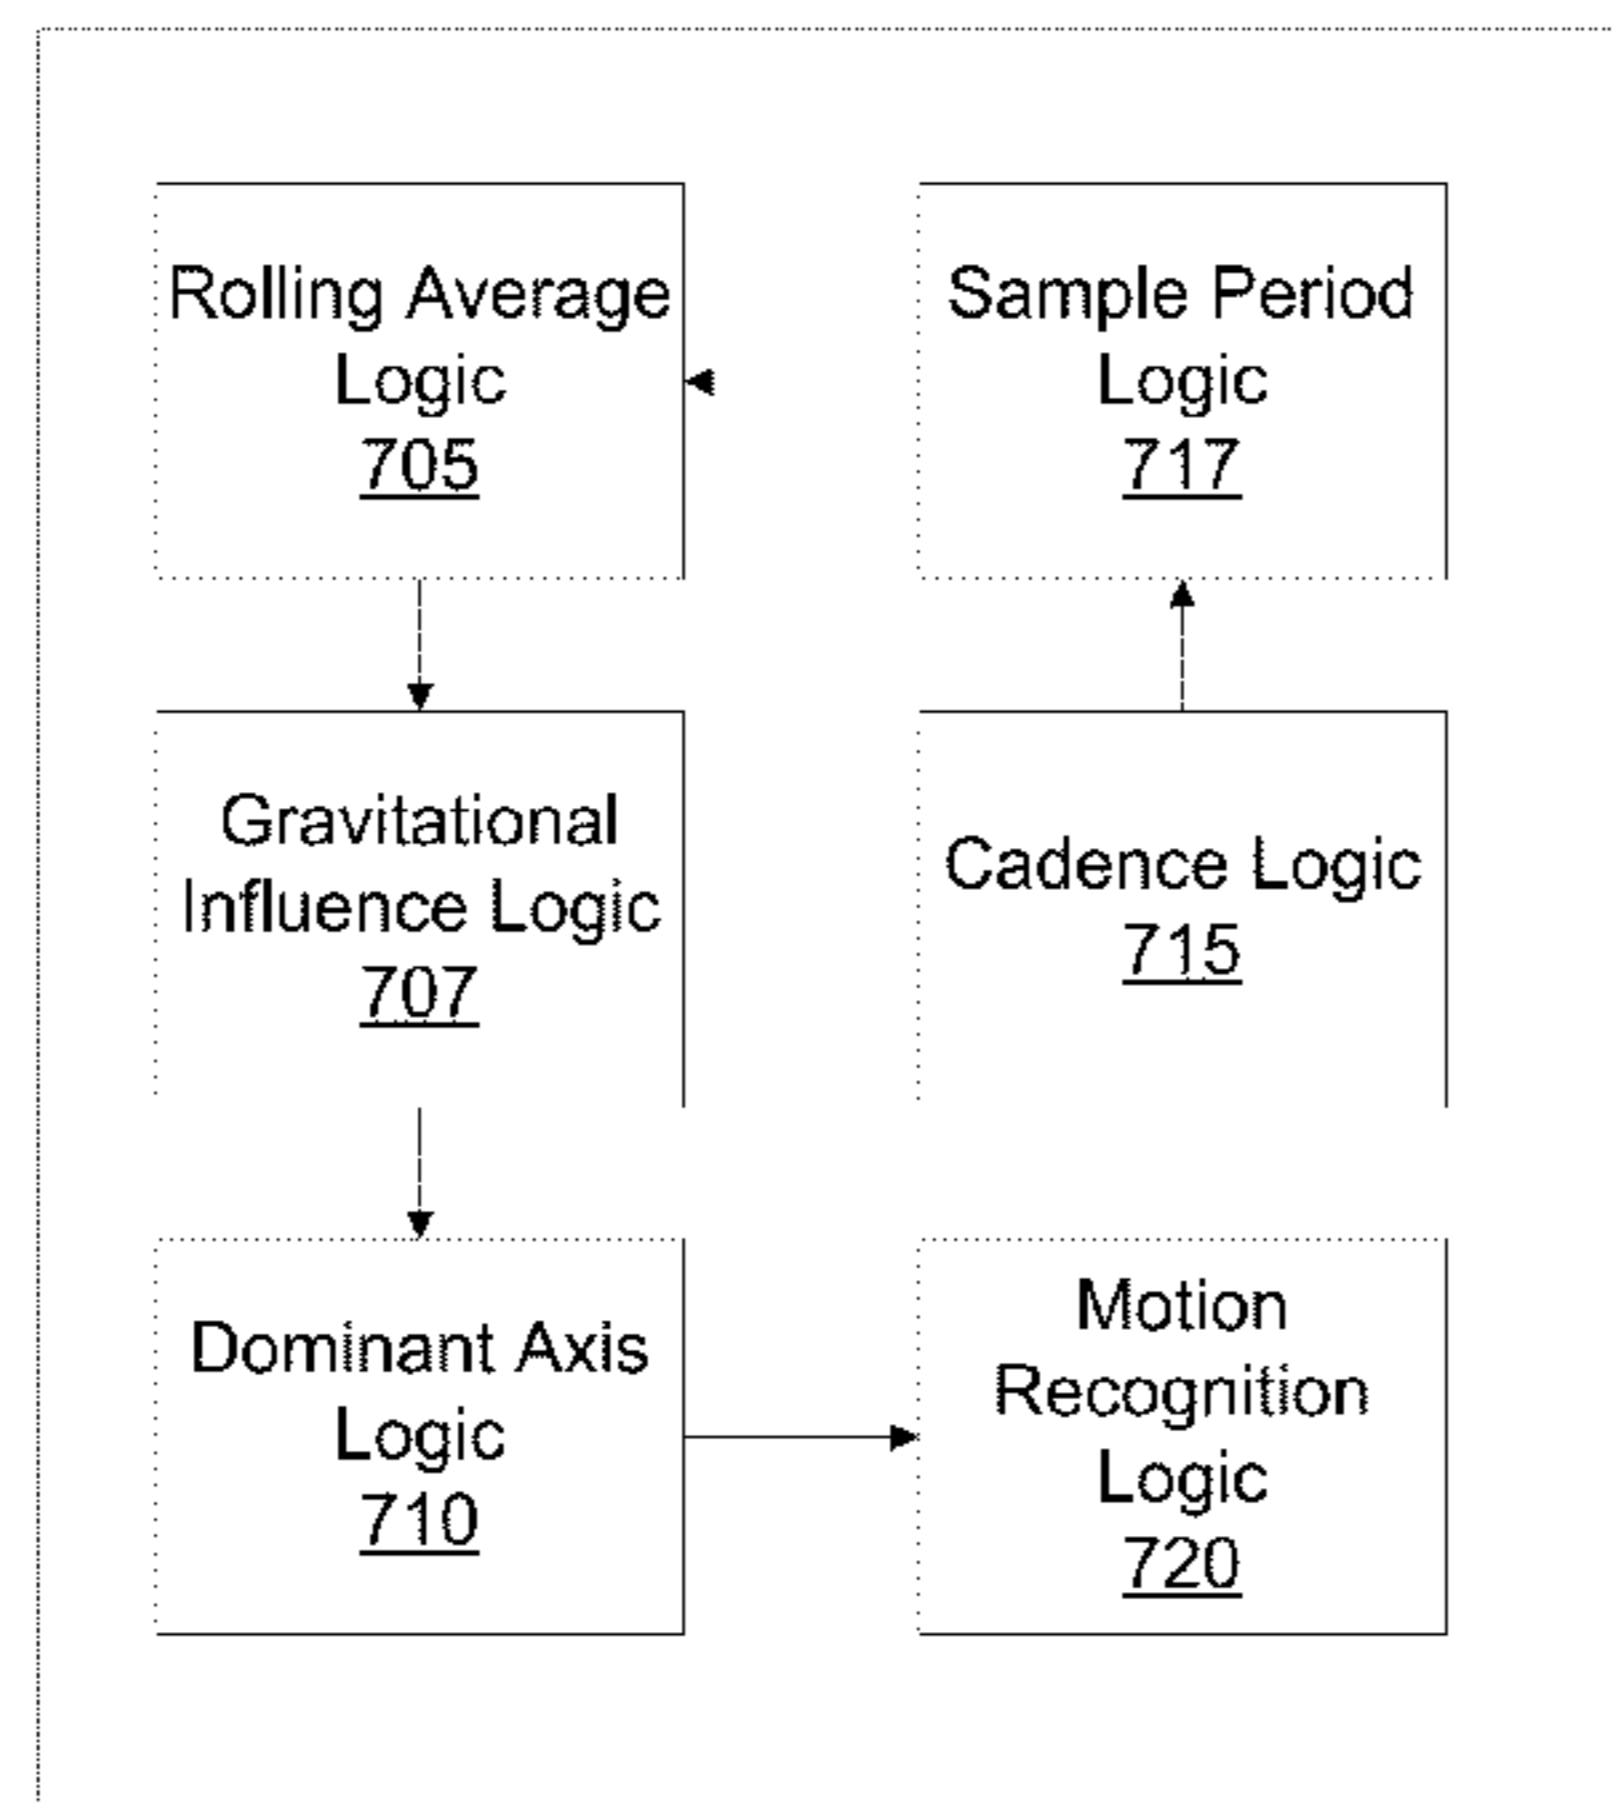 Rolling Average
Logic
705
Sample Period
Logic
717
Gravitational
Influence Logic
707
Cadence Logic
715
Dominant Axis
Logic
710
Motion
Recognition
Logic
720